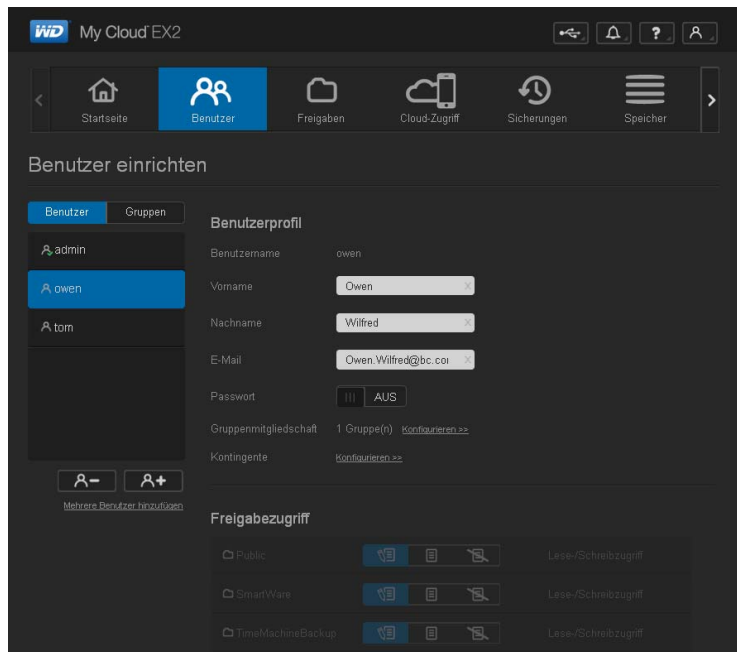 WD My Cloud™ EX2
?
Startseite
Benutzer
Freigaben
Cloud-Zugriff
Sicherungen
Speicher
Benutzer einrichten
Benutzer Gruppen
admin
owen
tom
Mehrere Benutzer hinzufügen
Benutzerprofil
Benutzername owen
Vorname Owen x
Nachname Wilfred x
E-Mail Owen.Wilfred@bc.coı x
Passwort AUS
Gruppenmitgliedschaft 1 Gruppe(n) Konfigurieren >>
Kontingente Konfigurieren >>
Freigabezugriff
Public Lese-/Schreibzugriff
SmartWare Lese-/Schreibzugriff
TimeMachineBackup Lese-/Schreibzugriff